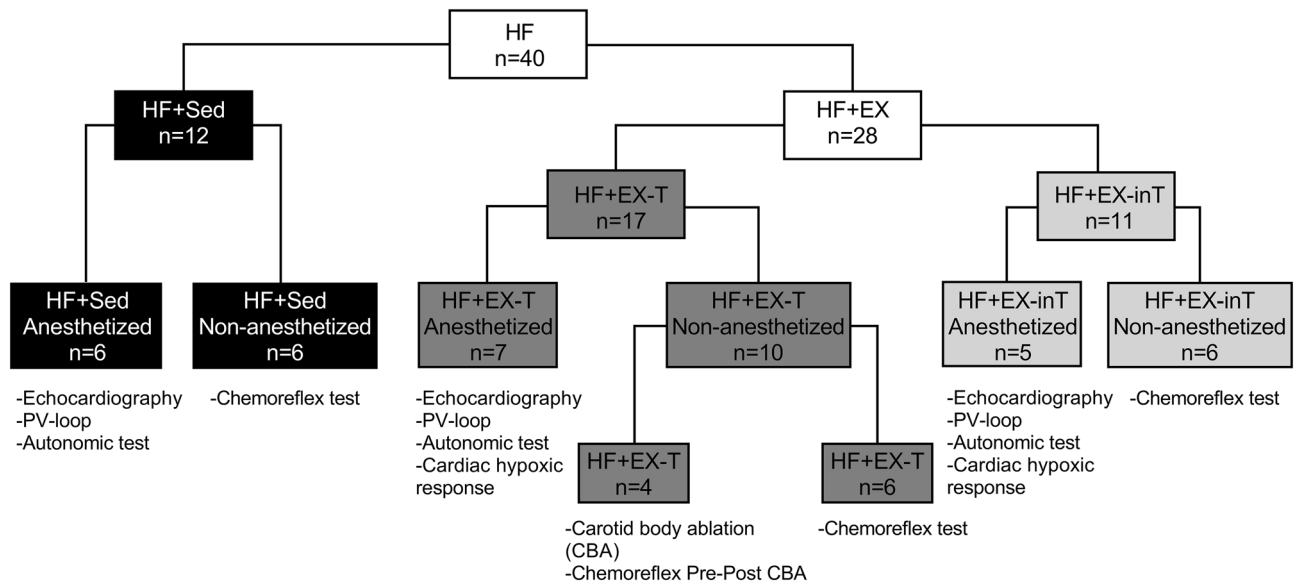 HF
n=40
HF+Sed
n=12
HF+EX
n=28
HF+EX-T
n=17
HF+EX-inT
n=11
HF+Sed
Anesthetized
n=6
HF+Sed
Non-anesthetized
n=6
HF+EX-T
Anesthetized
n=7
HF+EX-T
Non-anesthetized
n=10
HF+EX-inT
Anesthetized
n=5
HF+EX-inT
Non-anesthetized
n=6
-Echocardiography
-PV-loop
-Autonomic test
-Chemoreflex test
-Echocardiography
-PV-loop
-Autonomic test
-Cardiac hypoxic
response
HF+EX-T
n=4
HF+EX-T
n=6
-Echocardiography
-PV-loop
-Autonomic test
-Cardiac hypoxic
response
-Chemoreflex test
-Carotid body ablation
(CBA)
-Chemoreflex Pre-Post CBA
-Chemoreflex test